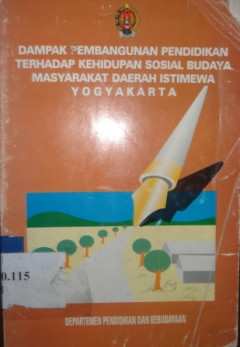 DAMPAK PEMBANGUNAN PENDIDIKAN
TERHADAP KEHIDUPAN SOSIAL BUDAYA
MASYARAKAT DAERAH ISTIMEWA
YOGYAKARTA
0.115
DEPARTEMEN PENDIDIKAN DAN KEBUDAYAAN